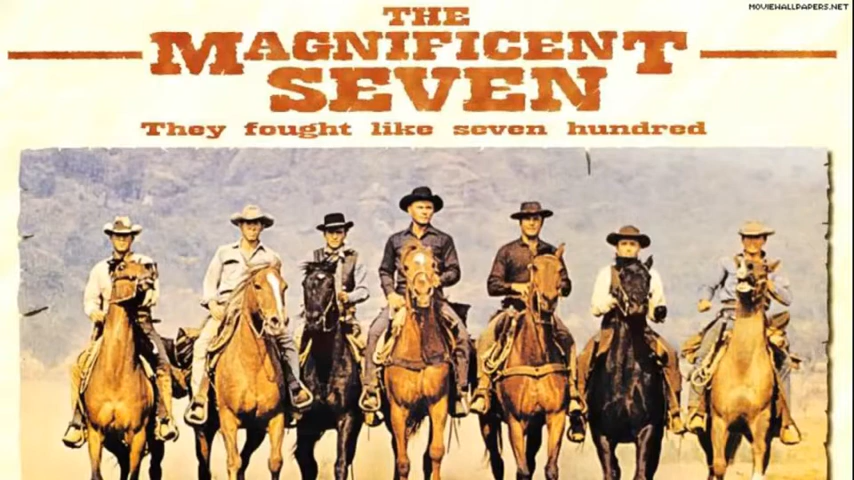 MOVIEWALLPAPERS.NET
THE
MAGNIFICENT
SEVEN
They fought like seven hundred